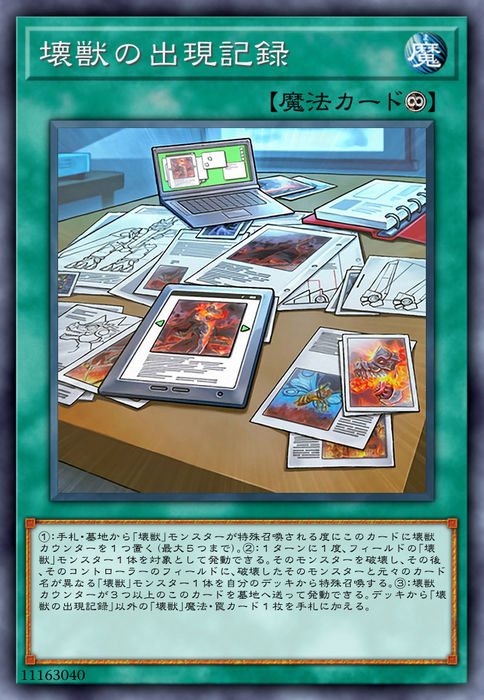 壊獣の出現記録
魔
【魔法カード】
①:手札・墓地から「壊獣」モンスターが特殊召喚される度にこのカードに壊獣
カウンターを1つ置く(最大5つまで)。②:1ターンに1度、フィールドの「壊
獣」モンスター1体を対象として発動できる。そのモンスターを破壊し、その後
、そのコントローラーのフィールドに、破壊したそのモンスターと元々のカード
名が異なる「壊獣」モンスター1体を自分のデッキから特殊召喚する。③:壊獣
カウンターが3つ以上のこのカードを墓地へ送って発動できる。デッキから「壊
獣の出現記録」以外の「壊獣」魔法・罠カード1枚を手札に加える。
11163040